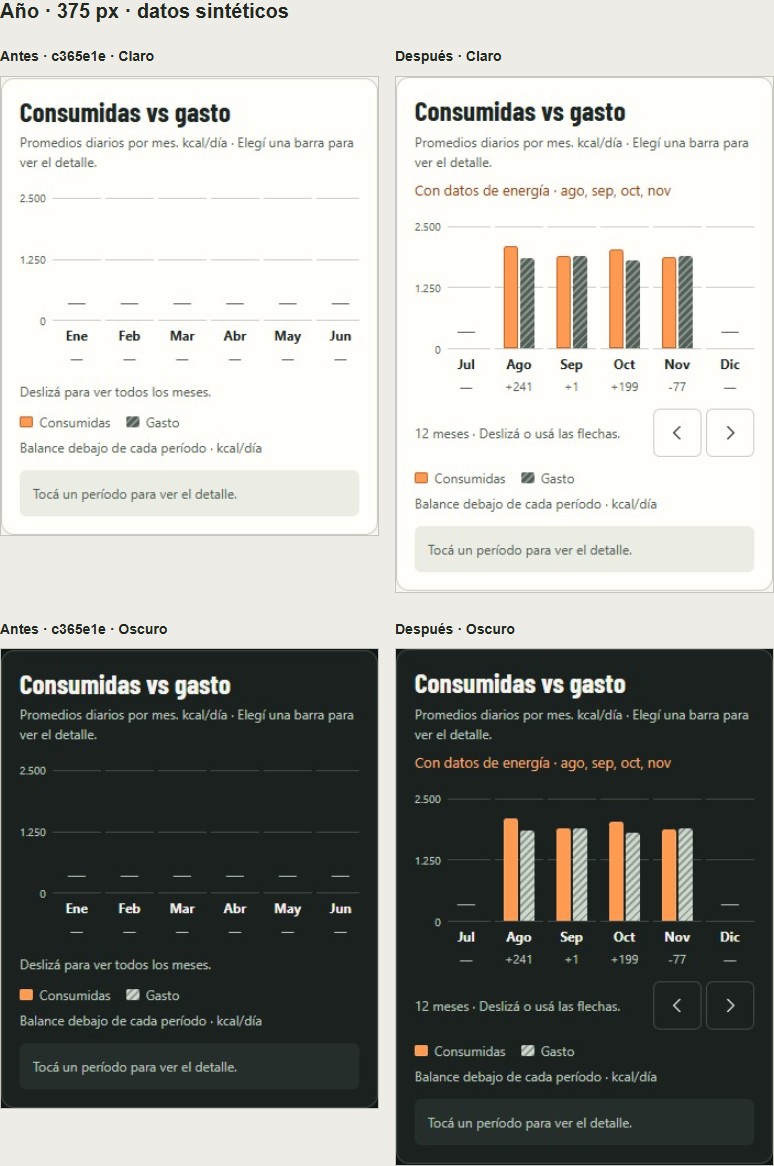 Año · 375 px · datos sintéticos
Antes · c365e1e · Claro
Consumidas vs gasto
Promedios diarios por mes. kcal/día · Elegí una barra para
ver el detalle.
2.500
1.250
0
Ene Feb Mar Abr May Jun
— — — — — —
Deslizá para ver todos los meses.
Consumidas Gasto
Balance debajo de cada período · kcal/día
Tocá un período para ver el detalle.
Después · Claro
Consumidas vs gasto
Promedios diarios por mes. kcal/día · Elegí una barra para
ver el detalle.
Con datos de energía · ago, sep, oct, nov
2.500
1.250
0
Jul Ago Sep Oct Nov Dic
— +241 +1 +199 -77 —
12 meses · Deslizá o usá las flechas.
Consumidas Gasto
Balance debajo de cada período · kcal/día
Tocá un período para ver el detalle.
Antes · c365e1e · Oscuro
Consumidas vs gasto
Promedios diarios por mes. kcal/día · Elegí una barra para
ver el detalle.
2.500
1.250
0
Ene Feb Mar Abr May Jun
— — — — — —
Deslizá para ver todos los meses.
Consumidas Gasto
Balance debajo de cada período · kcal/día
Tocá un período para ver el detalle.
Después · Oscuro
Consumidas vs gasto
Promedios diarios por mes. kcal/día · Elegí una barra para
ver el detalle.
Con datos de energía · ago, sep, oct, nov
2.500
1.250
0
Jul Ago Sep Oct Nov Dic
— +241 +1 +199 -77 —
12 meses · Deslizá o usá las flechas.
Consumidas Gasto
Balance debajo de cada período · kcal/día
Tocá un período para ver el detalle.